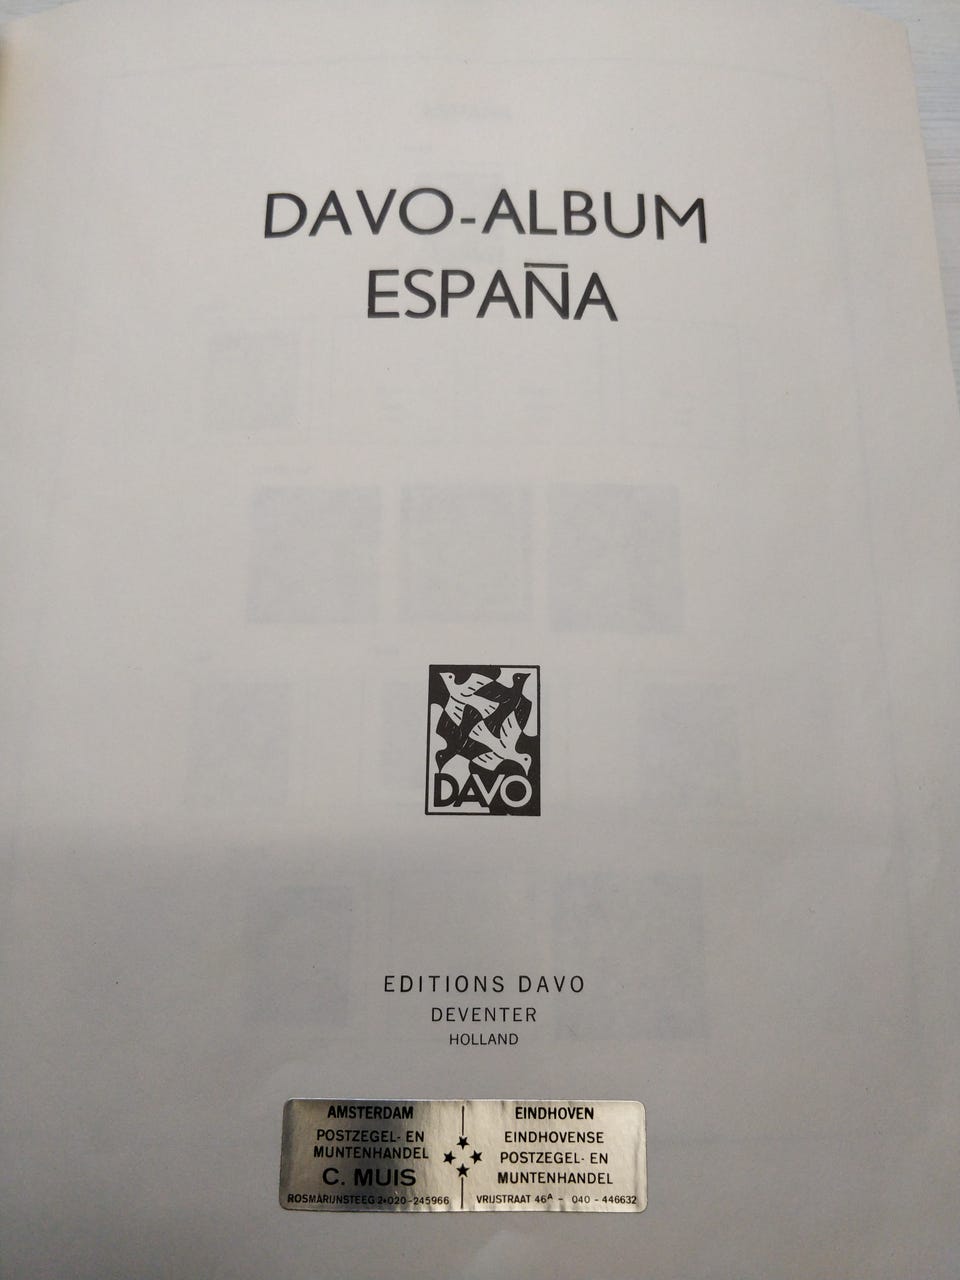 DAVO-ALBUM
ESPAÑA
DAVO
EDITIONS DAVO
DEVENTER
HOLLAND
AMSTERDAM
POSTZEGEL- EN
MUNTENHANDEL
C. MUIS
ROSMARIJNSTEEG 2•020-245966
EINDHOVEN
EINDHOVENSE
POSTZEGEL- EN
MUNTENHANDEL
VRIJSTRAAT 46A - 040 - 446632